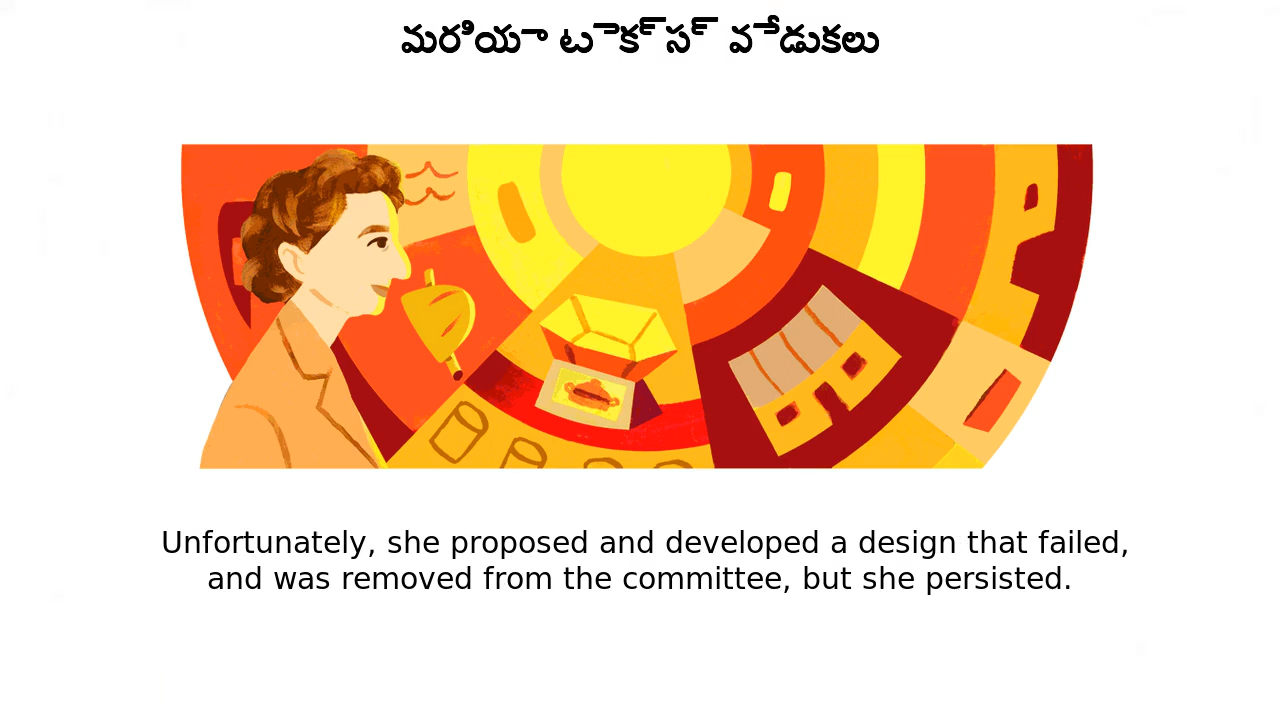 మరియా టెక్స్ వేడుకలు
Unfortunately, she proposed and developed a design that failed,
and was removed from the committee, but she persisted.